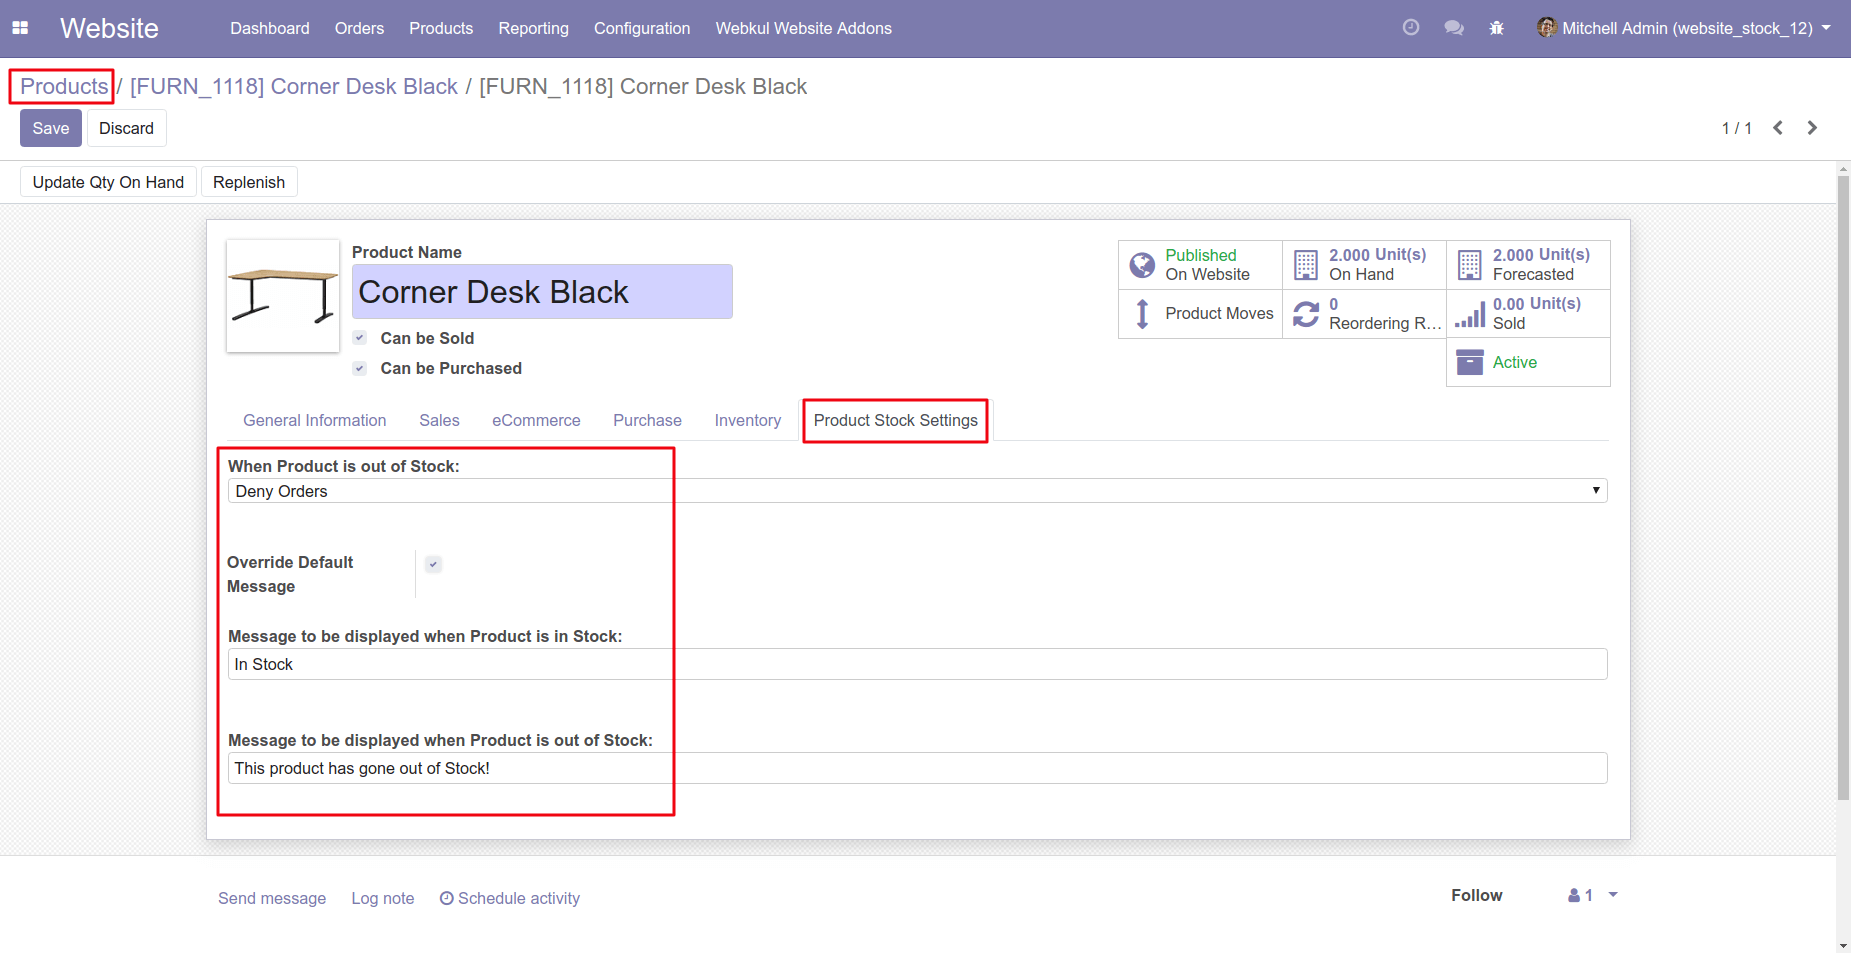 Website
Dashboard
Orders
Products
Reporting
Configuration
Webkul Website Addons
Mitchell Admin (website_stock_12)
Products / [FURN_1118] Corner Desk Black / [FURN_1118] Corner Desk Black
Save
Discard
1 / 1
Update Qty On Hand
Replenish
Product Name
Corner Desk Black
Can be Sold
Can be Purchased
Published
On Website
2.000 Unit(s)
On Hand
2.000 Unit(s)
Forecasted
Product Moves
0
Reordering R...
0.00 Unit(s)
Sold
Active
General Information
Sales
eCommerce
Purchase
Inventory
Product Stock Settings
When Product is out of Stock:
Deny Orders
Override Default
Message
Message to be displayed when Product is in Stock:
In Stock
Message to be displayed when Product is out of Stock:
This product has gone out of Stock!
Send message
Log note
Schedule activity
Follow
1